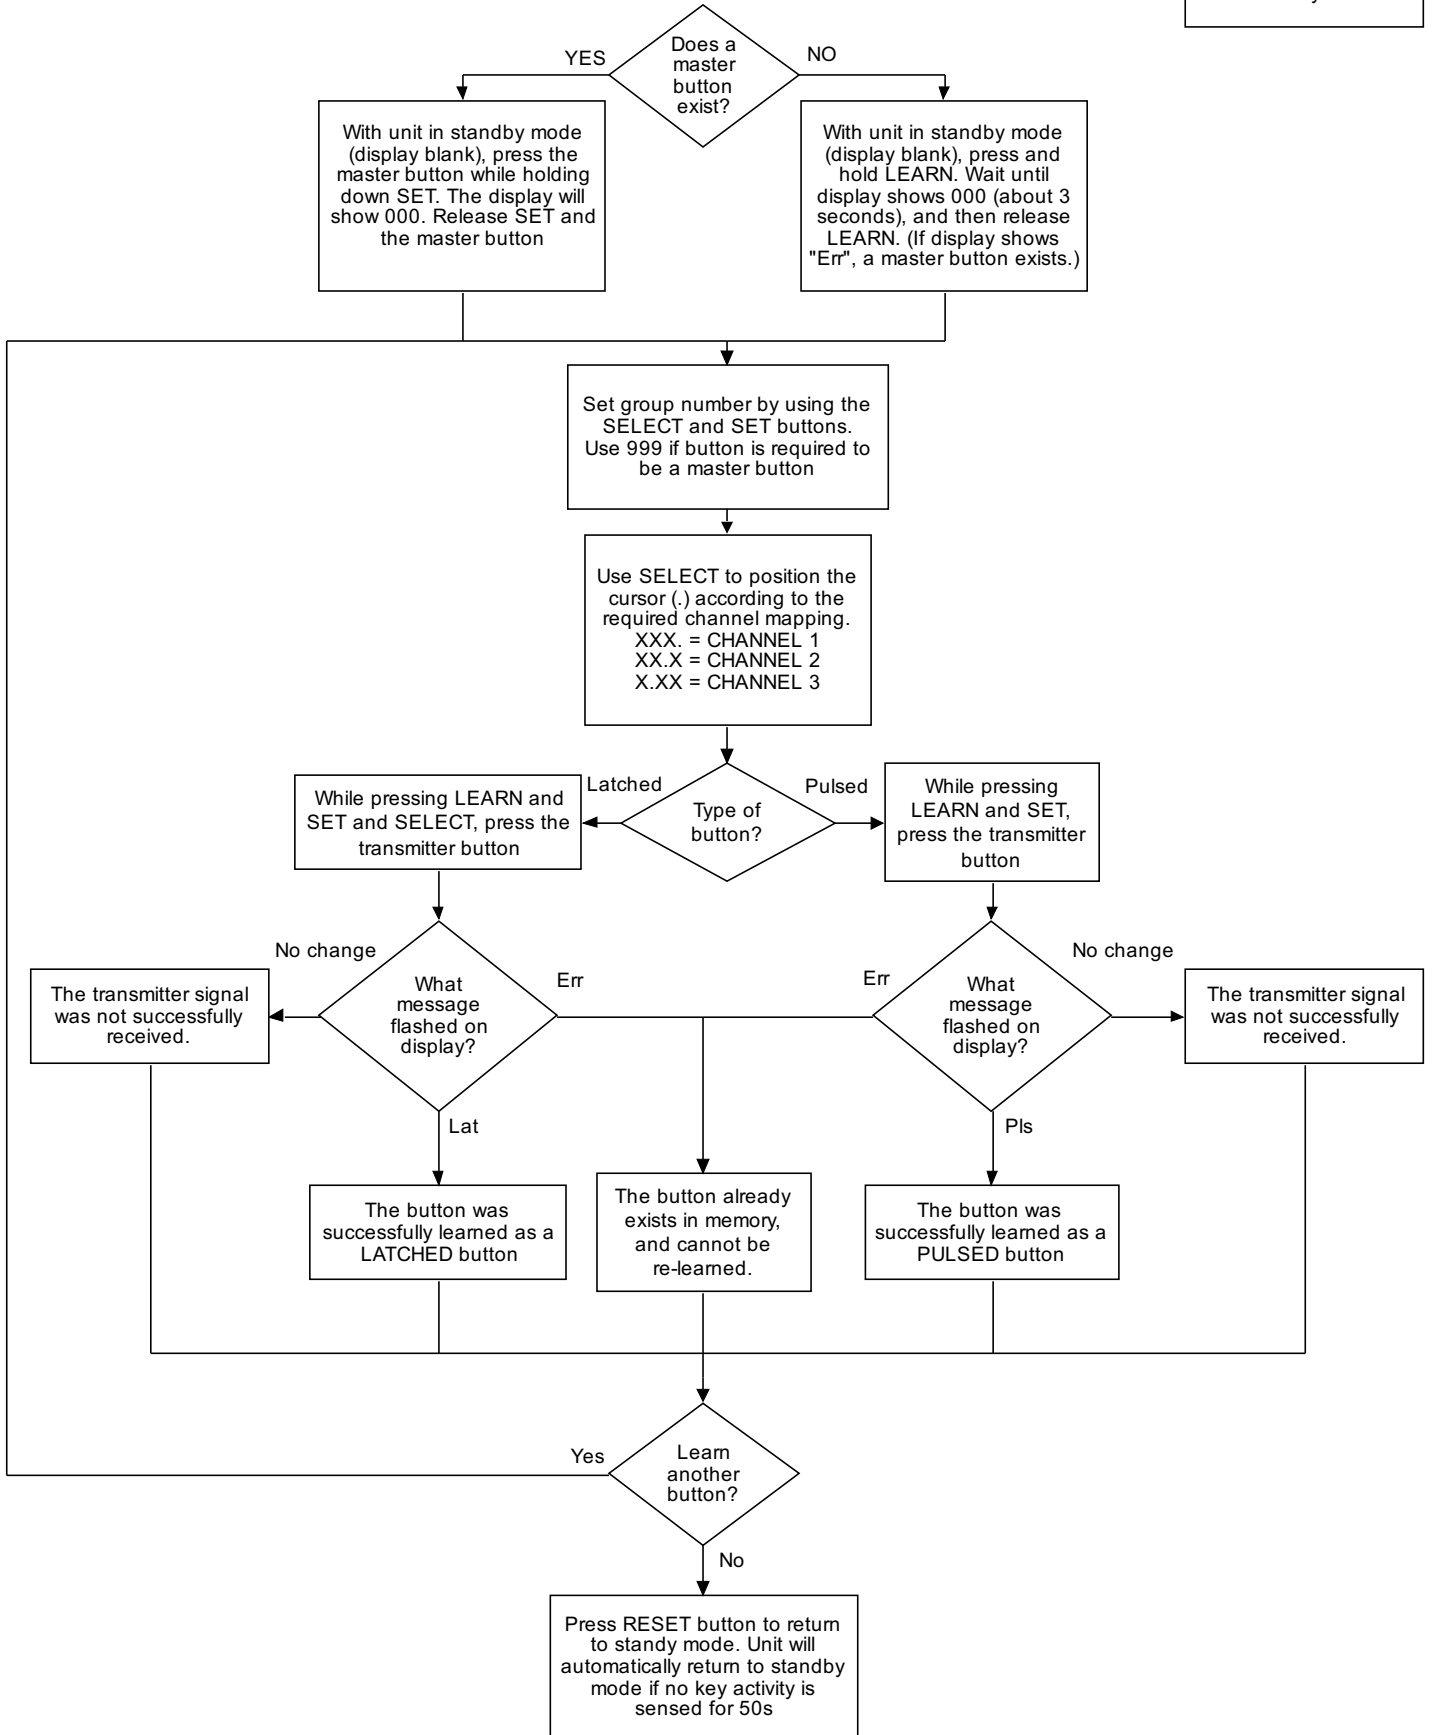 Does a
master
button
exist?
YES
NO
With unit in standby mode
(display blank), press the
master button while holding
down SET. The display will
show 000. Release SET and
the master button
With unit in standby mode
(display blank), press and
hold LEARN. Wait until
display shows 000 (about 3
seconds), and then release
LEARN. (If display shows
"Err", a master button exists.)
Set group number by using the
SELECT and SET buttons.
Use 999 if button is required to
be a master button
Use SELECT to position the
cursor (.) according to the
required channel mapping.
XXX. = CHANNEL 1
XX.X = CHANNEL 2
X.XX = CHANNEL 3
Latched
Type of
button?
Pulsed
While pressing LEARN and
SET and SELECT, press the
transmitter button
While pressing
LEARN and SET,
press the transmitter
button
No change
What
message
flashed on
display?
Err
Err
What
message
flashed on
display?
No change
The transmitter signal
was not successfully
received.
The transmitter signal
was not successfully
received.
Lat
Pls
The button was
successfully learned as a
LATCHED button
The button already
exists in memory,
and cannot be
re-learned.
The button was
successfully learned as a
PULSED button
Yes
Learn
another
button?
No
Press RESET button to return
to standy mode. Unit will
automatically return to standby
mode if no key activity is
sensed for 50s